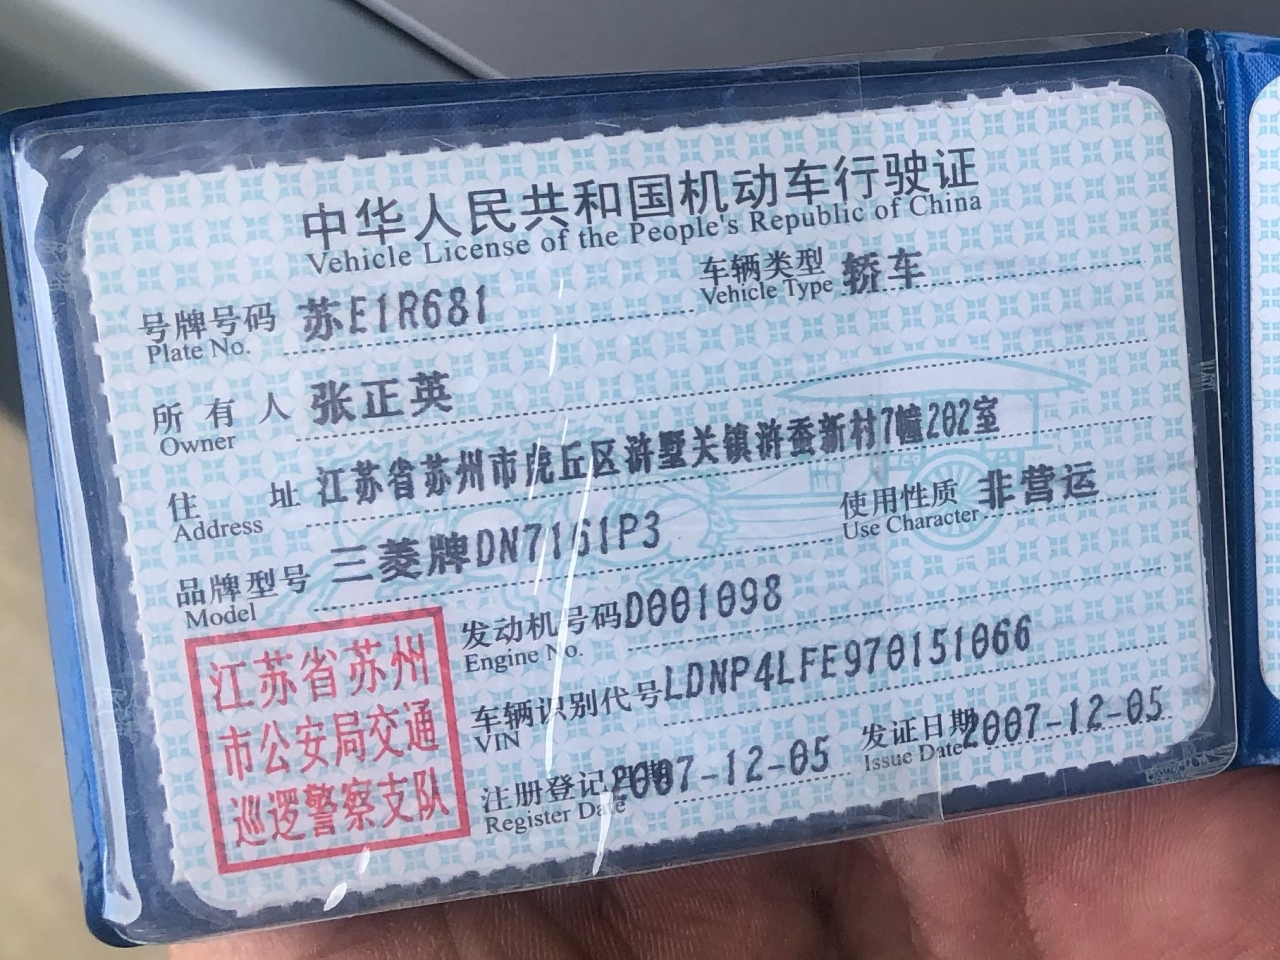 中华人民共和国机动车行驶证
Vehicle License of the People's Republic of China
号牌号码 苏E1R681 车辆类型 轿车
Plate No. Vehicle Type
所有人 张正英
Owner
住址 江苏省苏州市虎丘区浒墅关镇浒蚕新村7幢202室
Address
使用性质 非营运
Use Character
品牌型号 三菱牌DN7161P3
Model
发动机号码 D001098
Engine No.
车辆识别代号 LDNP4LFE970151066
VIN
注册登记日期 2007-12-05 发证日期 2007-12-05
Register Date Issue Date
江苏省苏州
市公安局交通
巡逻警察支队